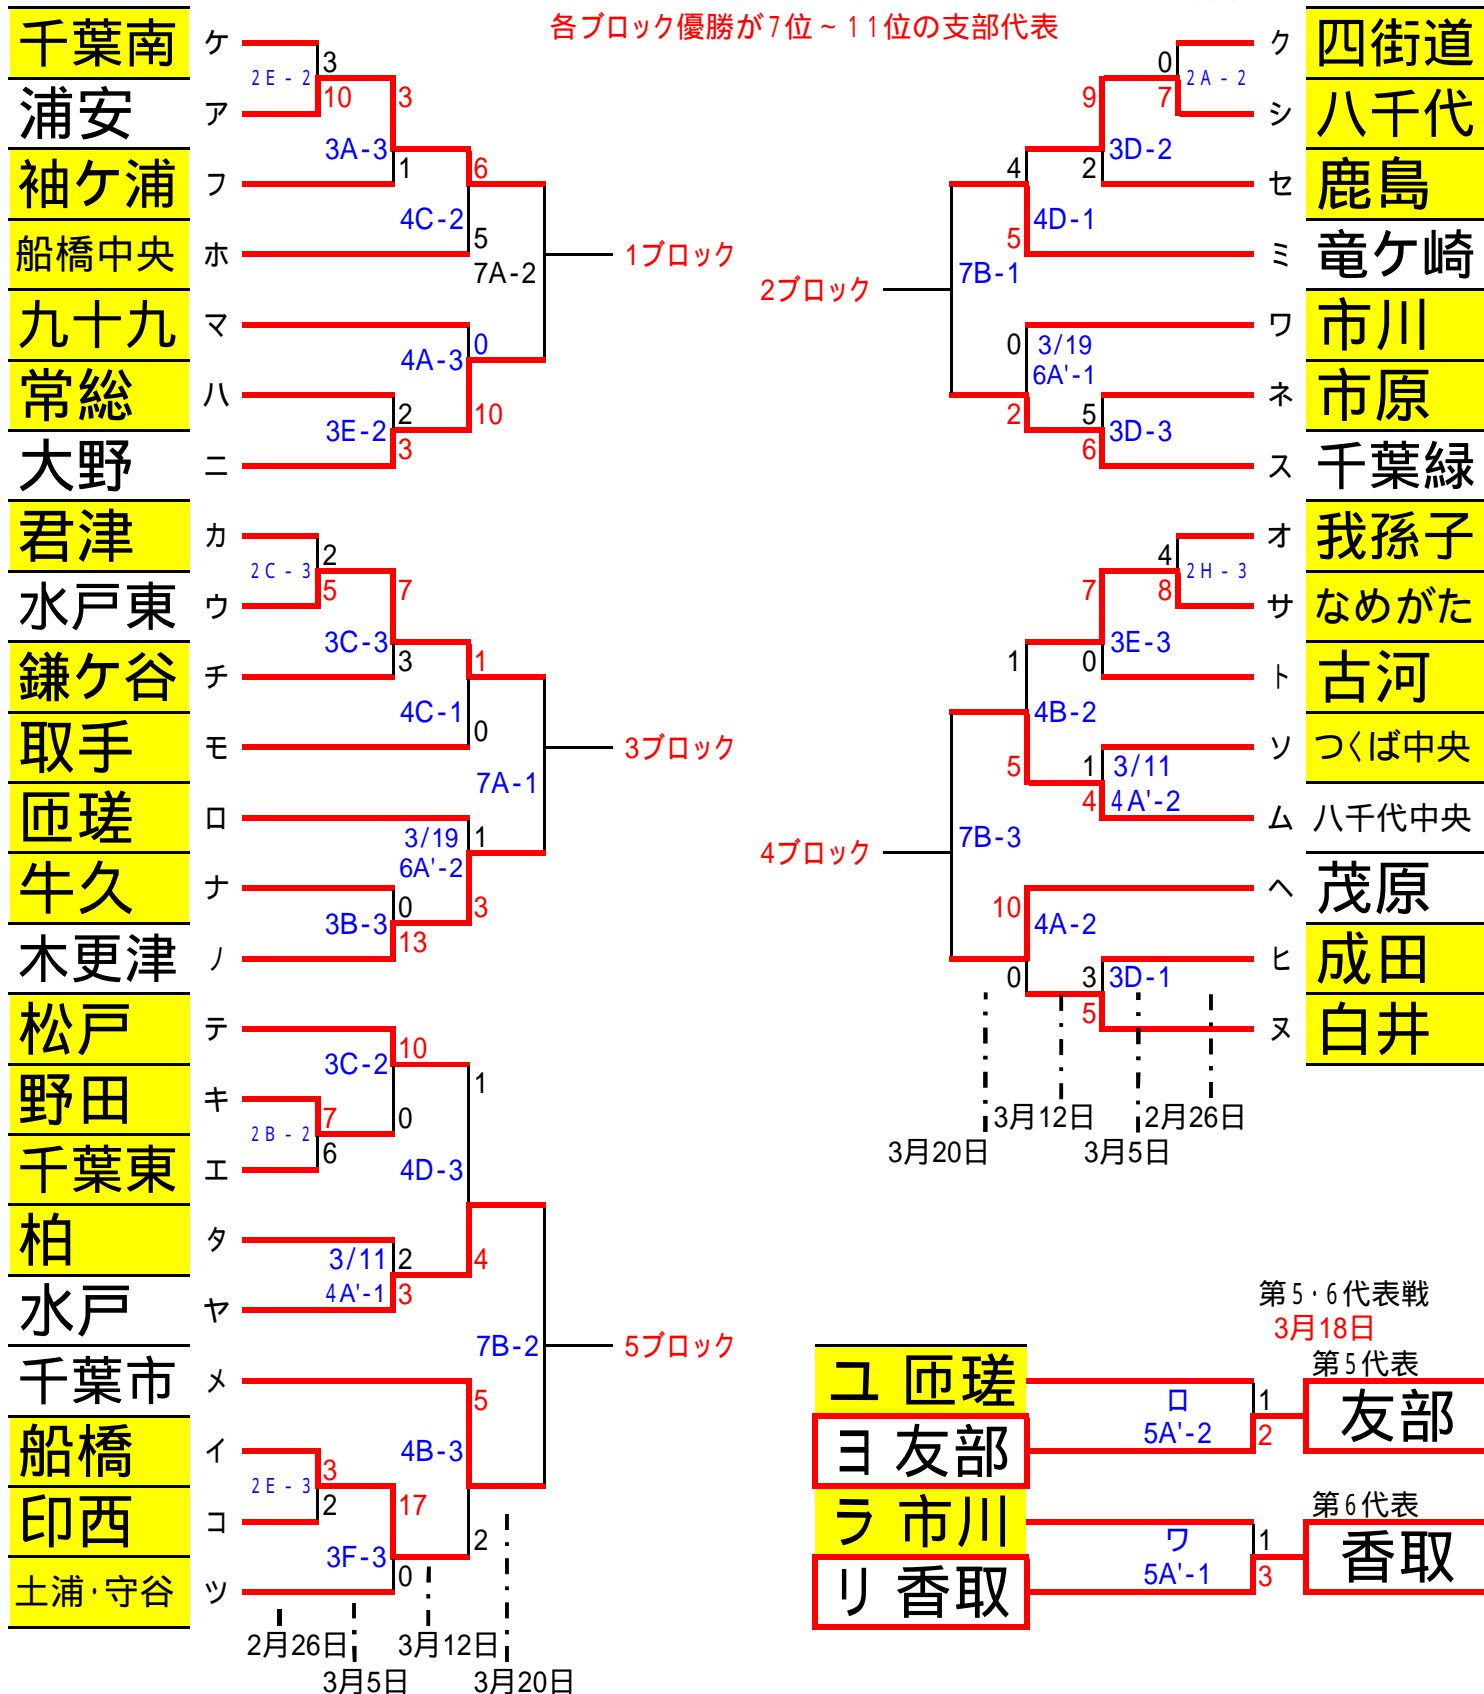 各ブロック優勝が7位~11位の支部代表
千葉南 ケ
3
2E-2
10
3
浦安 ア
3A-3
1
6
袖ケ浦 フ
4C-2
船橋中央 ホ
5
7A-2
1ブロック
九十九 マ
0
4A-3
常総 ハ
2
10
3E-2
3
大野 ニ
君津 カ
2
2C-3
5
7
水戸東 ウ
3C-3
3
1
鎌ケ谷 チ
4C-1
0
取手 モ
3ブロック
7A-1
匝瑳 ロ
3/19
1
6A'-2
牛久 ナ
0
3
3B-3
13
木更津 ノ
松戸 テ
10
3C-2
1
野田 キ
7
0
2B-2
6
千葉東 エ
4D-3
柏 タ
3/11
2
4
4A'-1
3
水戸 ヤ
7B-2
5ブロック
千葉市 メ
5
船橋 イ
3
4B-3
2E-3
2
17
印西 コ
3F-3
2
0
土浦・守谷 ツ
2月26日
3月5日
3月12日
3月20日
ク 四街道
0
2A-2
7
9
シ 八千代
3D-2
4
2
セ 鹿島
4D-1
5
ミ 竜ケ崎
7B-1
2ブロック
ワ 市川
0
3/19
6A'-1
ネ 市原
2
5
3D-3
6
ス 千葉緑
オ 我孫子
4
2H-3
8
7
サ なめがた
3E-3
1
0
ト 古河
4B-2
ソ つくば中央
5
1
3/11
4
4A'-2
ム 八千代中央
7B-3
4ブロック
ヘ 茂原
10
4A-2
ヒ 成田
0
3
3D-1
5
ヌ 白井
3月12日
2月26日
3月20日
3月5日
第5・6代表戦
3月18日
第5代表
ユ 匝瑳
ロ
1
友部
5A'-2
2
ヨ 友部
第6代表
ラ 市川
ワ
1
香取
5A'-1
3
リ 香取